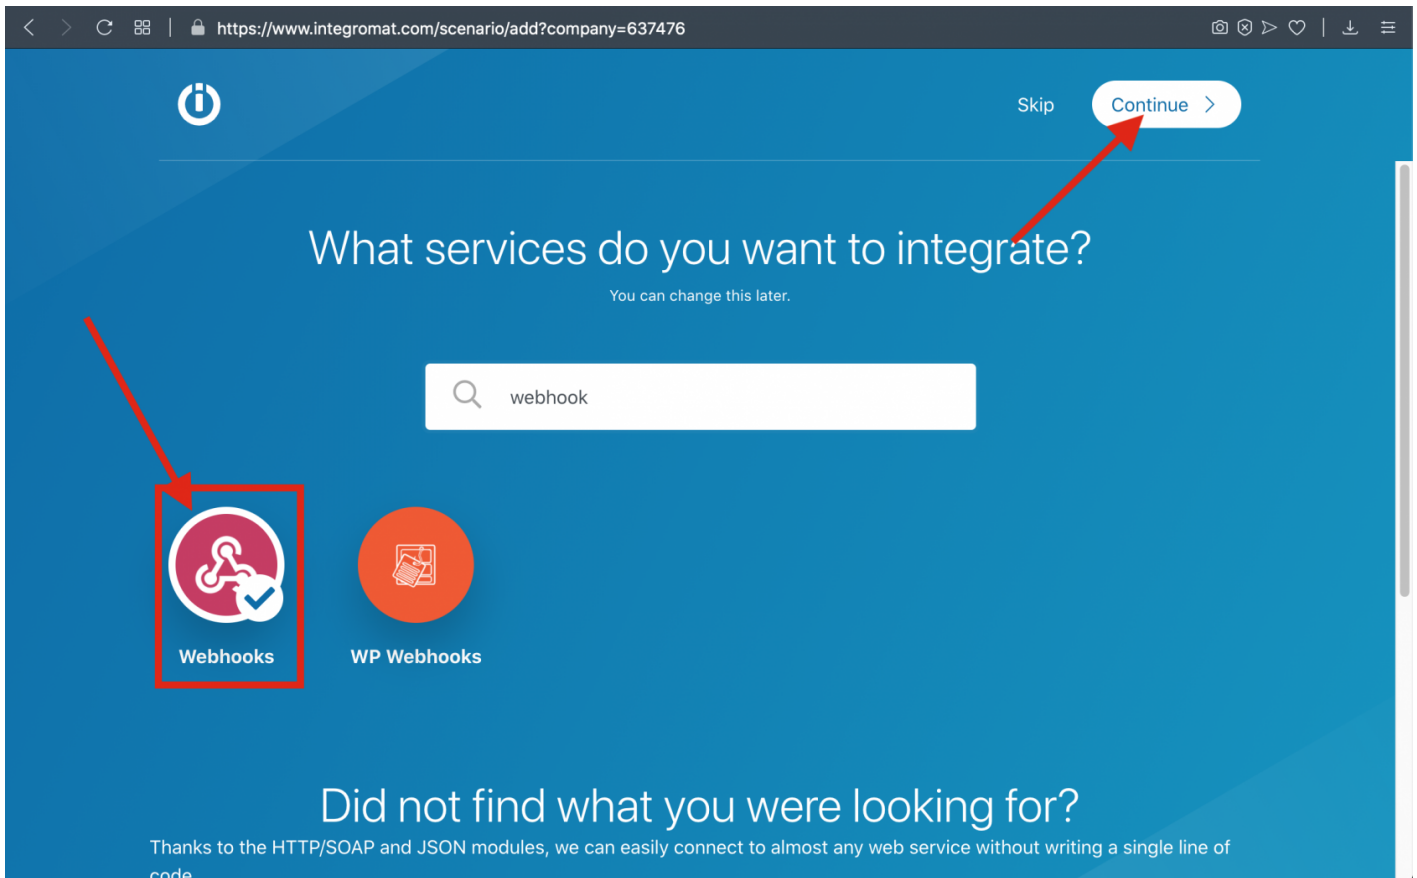 https://www.integromat.com/scenario/add?company=637476
Skip
Continue
What services do you want to integrate?
You can change this later.
webhook
Webhooks
WP Webhooks
Did not find what you were looking for?
Thanks to the HTTP/SOAP and JSON modules, we can easily connect to almost any web service without writing a single line of
code